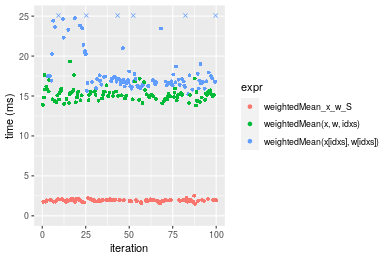 25
20
15
10
5
0
time (ms)
0
25
50
75
100
iteration
expr
weightedMean_x_w_S
weightedMean(x, w, idxs)
weightedMean(x[idxs], w[idxs])